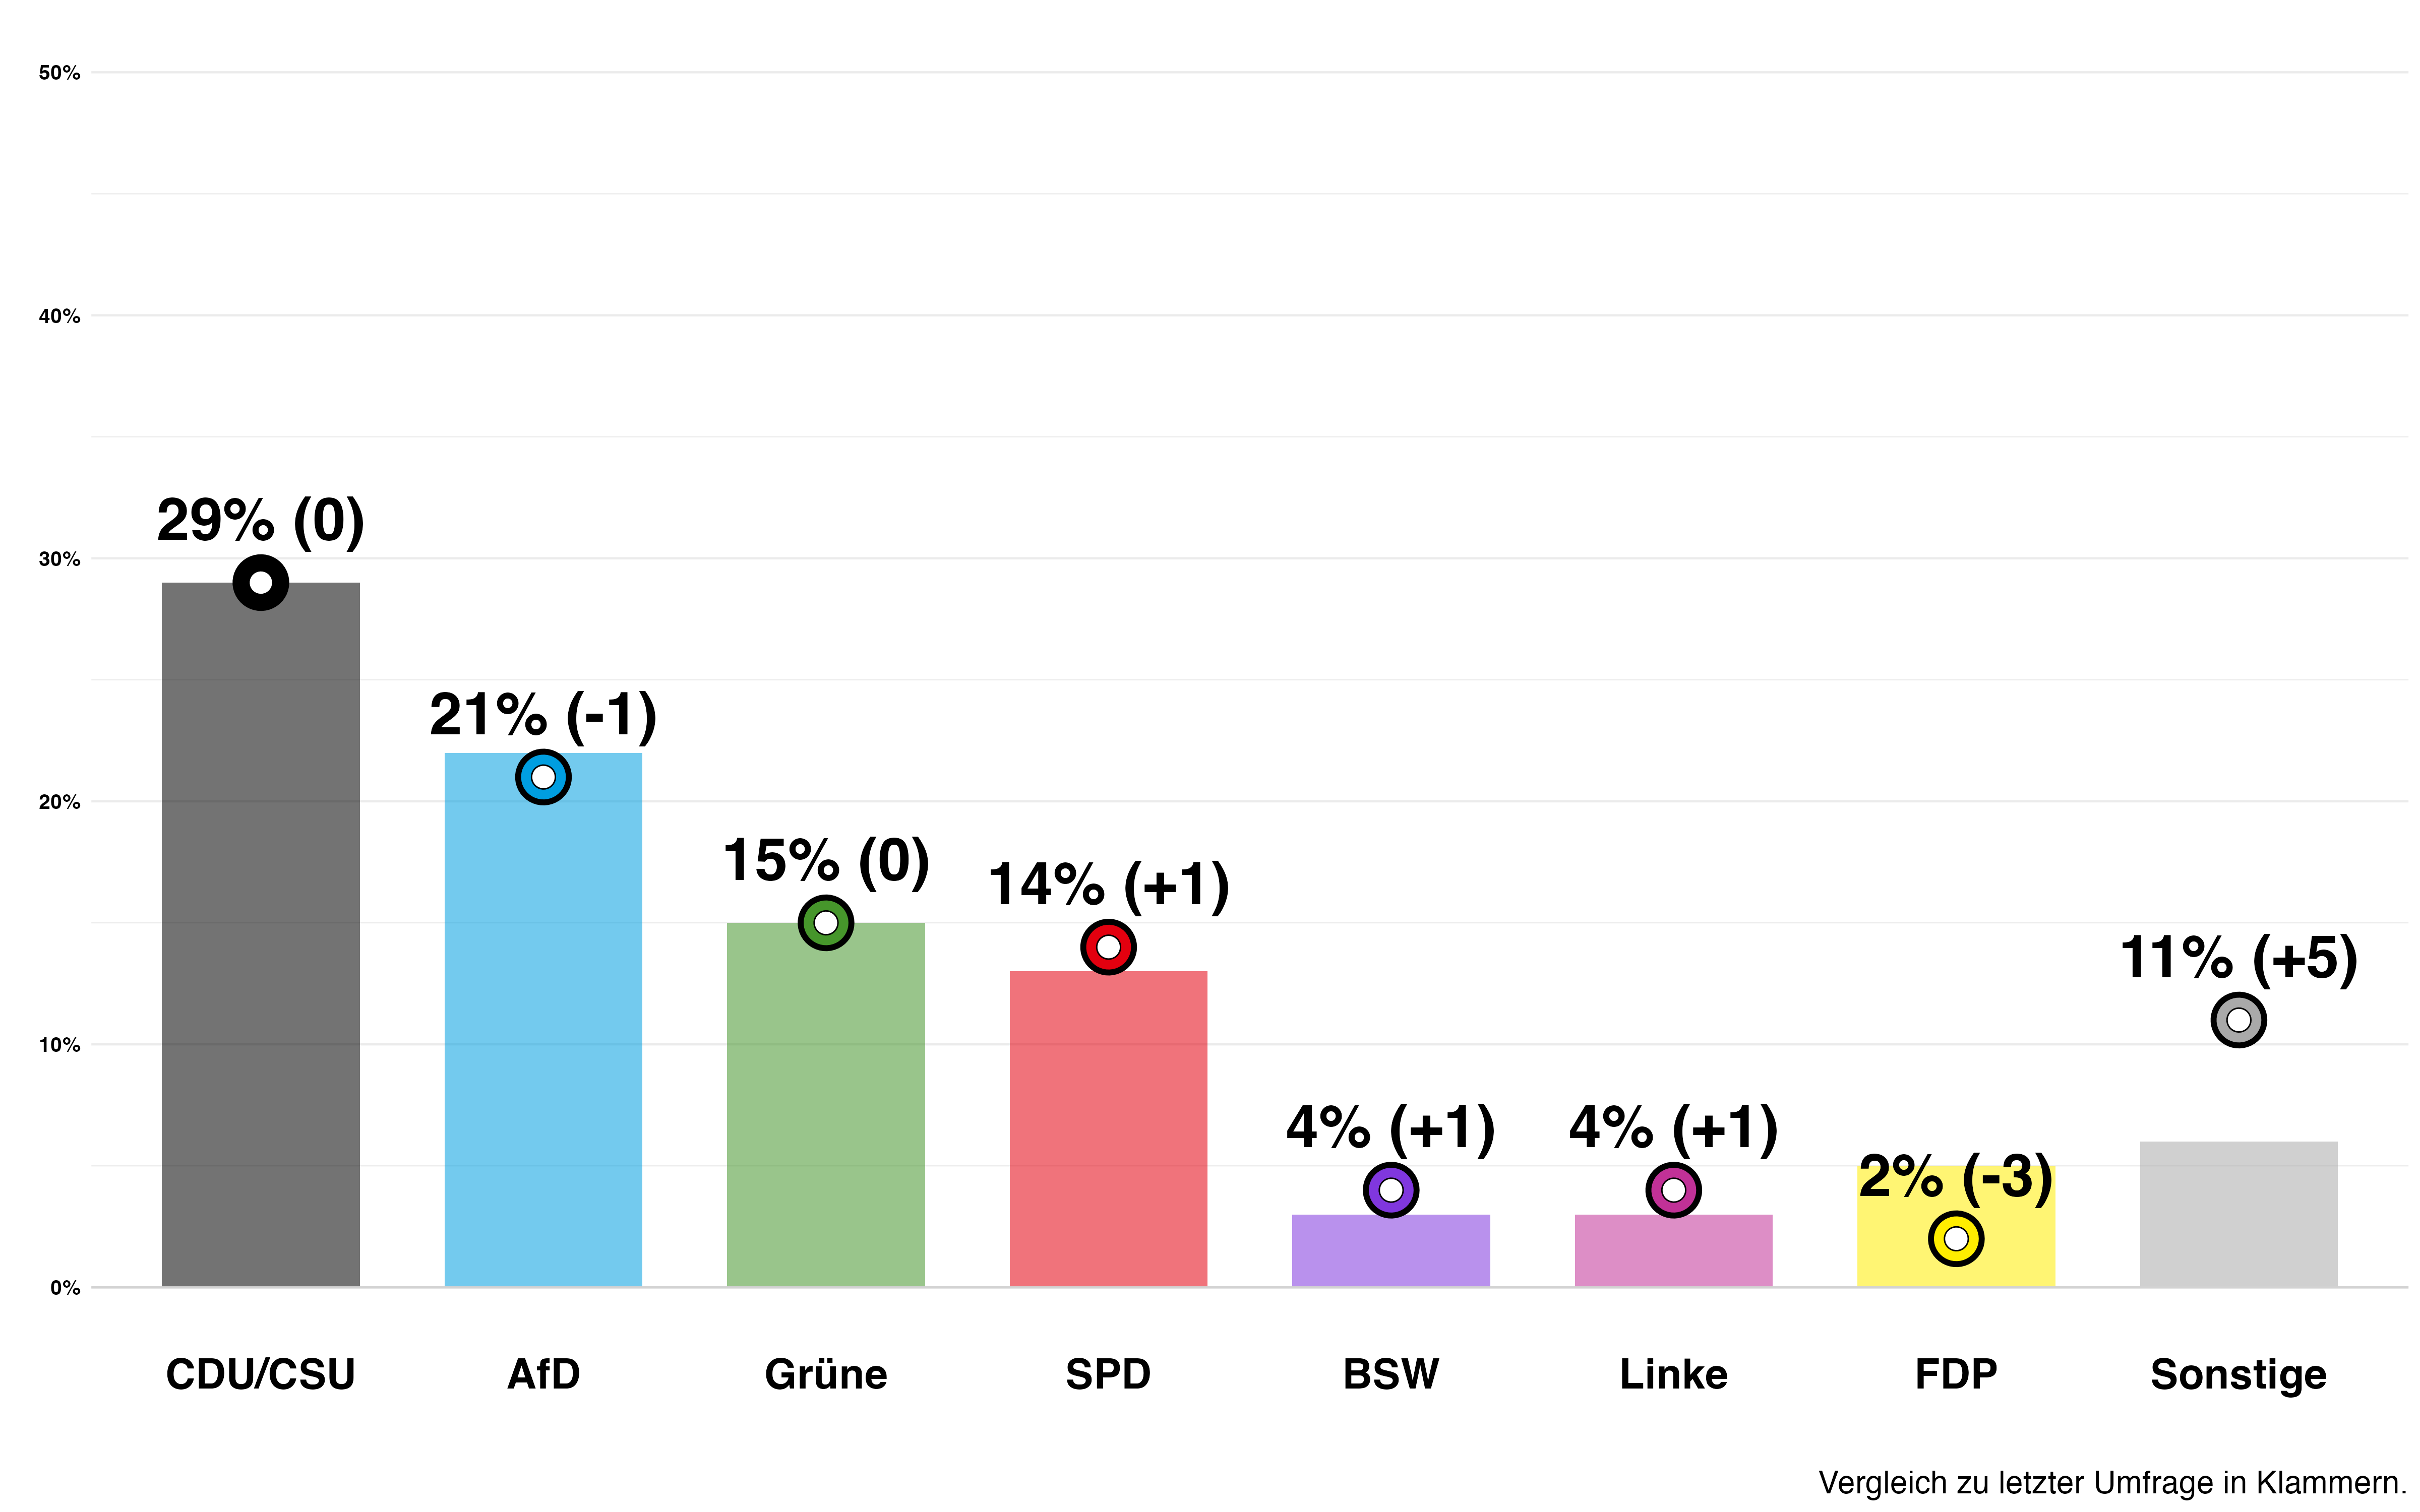 50%
40%
30%
20%
10%
0%
29% (0)
21% (-1)
15% (0)
14% (+1)
4% (+1)
4% (+1)
2% (-3)
11% (+5)
CDU/CSU
AfD
Grüne
SPD
BSW
Linke
FDP
Sonstige
Vergleich zu letzter Umfrage in Klammern.